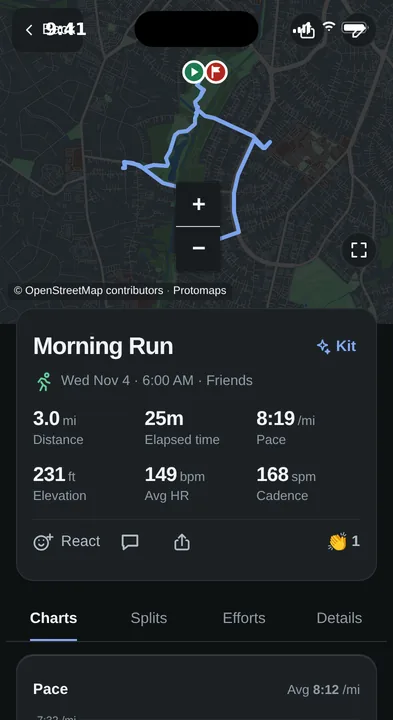 9:41
+
−
© OpenStreetMap contributors · Protomaps
Morning Run
Kit
Wed Nov 4 · 6:00 AM · Friends
3.0 mi 25m 8:19 /mi
Distance Elapsed time Pace
231 ft 149 bpm 168 spm
Elevation Avg HR Cadence
React 1
Charts Splits Efforts Details
Pace Avg 8:12 /mi